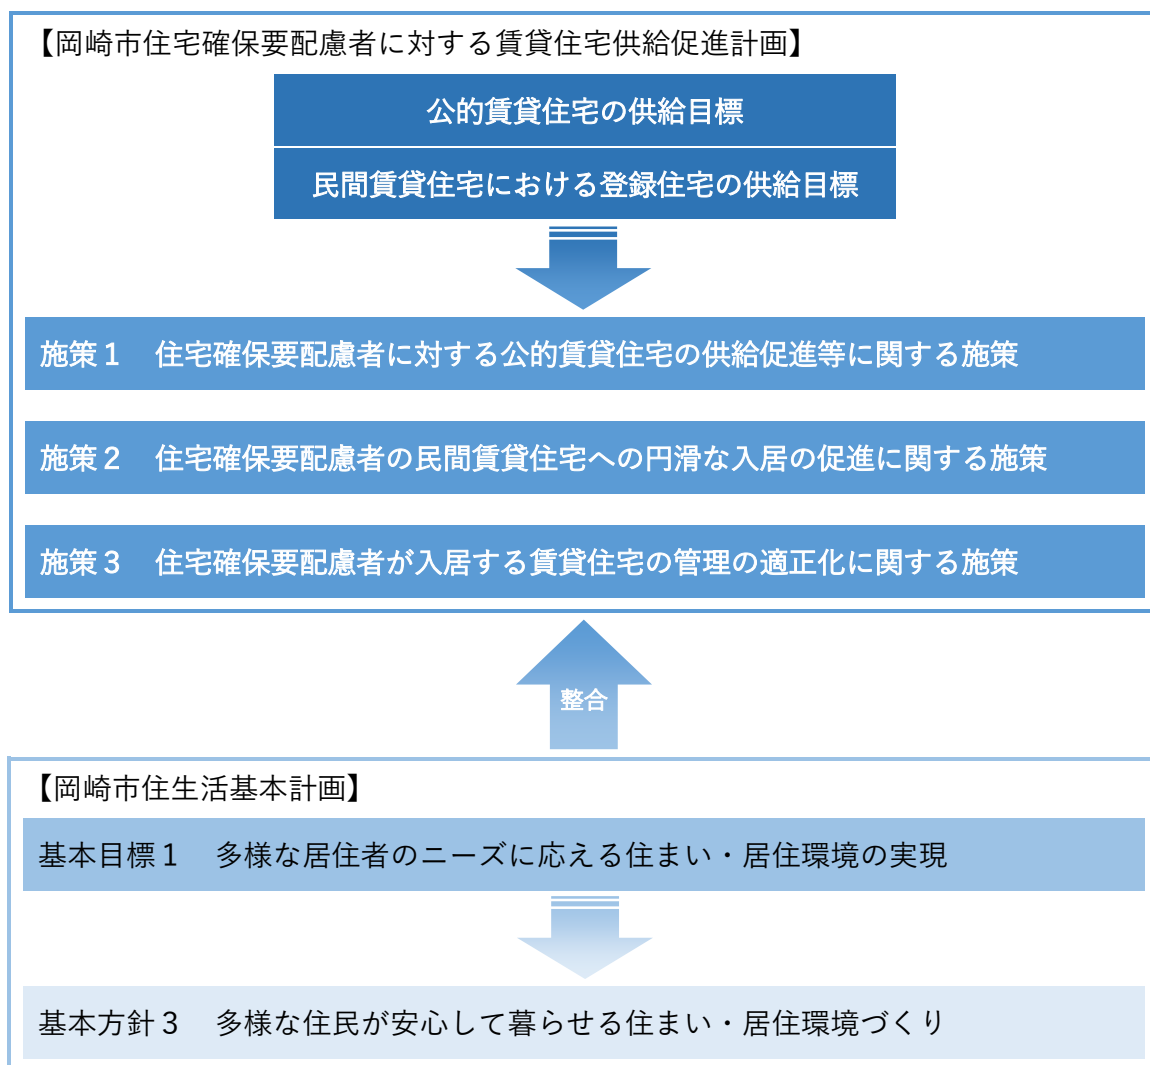 【岡崎市住宅確保要配慮者に対する賃貸住宅供給促進計画】
公的賃貸住宅の供給目標
民間賃貸住宅における登録住宅の供給目標
施策１　住宅確保要配慮者に対する公的賃貸住宅の供給促進等に関する施策
施策２　住宅確保要配慮者の民間賃貸住宅への円滑な入居の促進に関する施策
施策３　住宅確保要配慮者が入居する賃貸住宅の管理の適正化に関する施策
整合
【岡崎市住生活基本計画】
基本目標１　多様な居住者のニーズに応える住まい・居住環境の実現
基本方針３　多様な住民が安心して暮らせる住まい・居住環境づくり